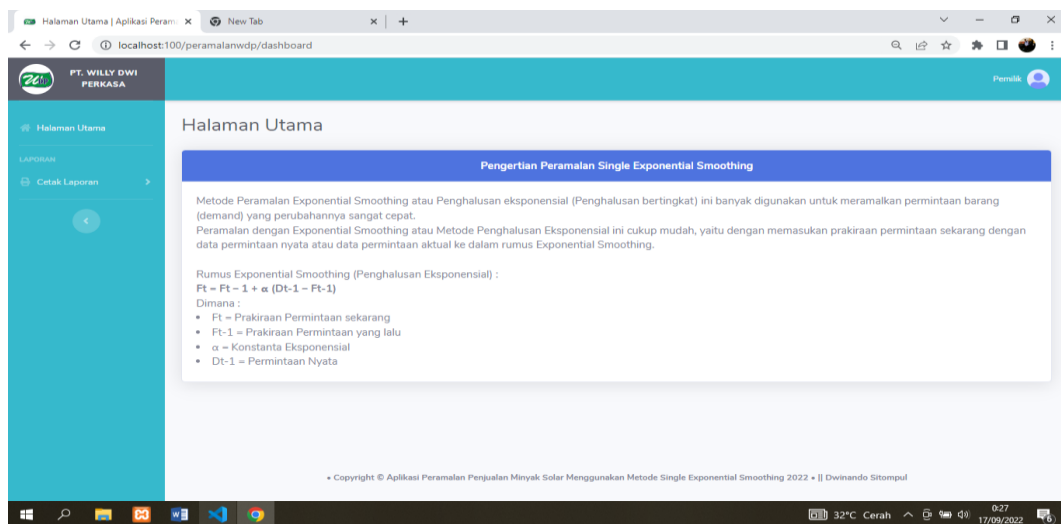 Halaman Utama | Aplikasi Peram
New Tab
localhost:100/peramalanwdp/dashboard
PT. WILLY DWI
PERKASA
Pemilik
Halaman Utama
LAPORAN
Cetak Laporan
Halaman Utama
Pengertian Peramalan Single Exponential Smoothing
Metode Peramalan Exponential Smoothing atau Penghalusan eksponensial (Penghalusan bertingkat) ini banyak digunakan untuk meramalkan permintaan barang
(demand) yang perubahannya sangat cepat.
Peramalan dengan Exponential Smoothing atau Metode Penghalusan Eksponensial ini cukup mudah, yaitu dengan memasukan prakiraan permintaan sekarang dengan
data permintaan nyata atau data permintaan aktual ke dalam rumus Exponential Smoothing.
Rumus Exponential Smoothing (Penghalusan Eksponensial) :
Ft = Ft – 1 + α (Dt-1 – Ft-1)
Dimana :
• Ft = Prakiraan Permintaan sekarang
• Ft-1 = Prakiraan Permintaan yang lalu
• α = Konstanta Eksponensial
• Dt-1 = Permintaan Nyata
• Copyright © Aplikasi Peramalan Penjualan Minyak Solar Menggunakan Metode Single Exponential Smoothing 2022 • || Dwinando Sitompul
32°C Cerah
0:27
17/09/2022